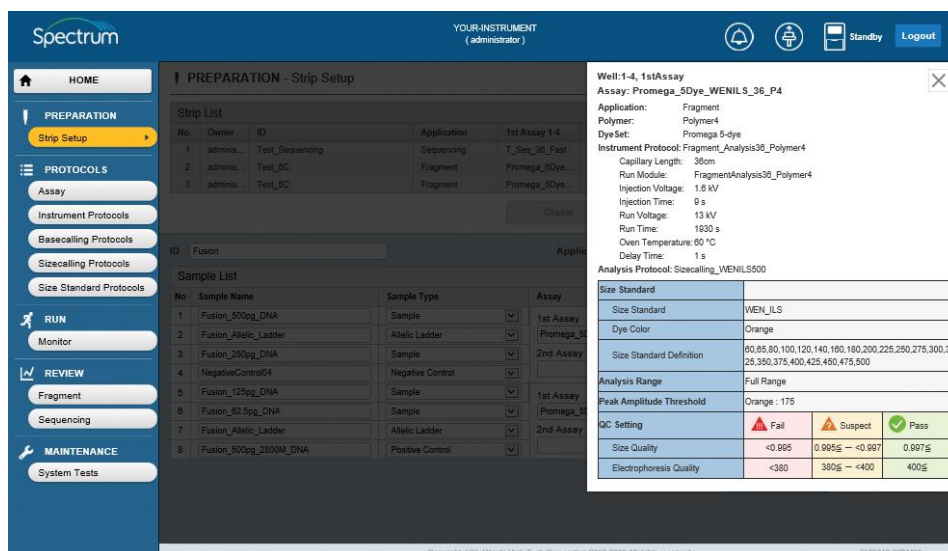 Spectrum
YOUR-INSTRUMENT
( administrator )
Standby
Logout
HOME
PREPARATION
Strip Setup
PROTOCOLS
Assay
Instrument Protocols
Basecalling Protocols
Sizecalling Protocols
Size Standard Protocols
RUN
Monitor
REVIEW
Fragment
Sequencing
MAINTENANCE
System Tests
PREPARATION - Strip Setup
Strip List
No. Owner ID Application 1st Assay 1-4
1 adminis... Test_Sequencing Sequencing T_Seq_36_Fast
2 adminis... Test_6C Fragment Promega_6Dye...
3 adminis... Test_5C Fragment Promega_5Dye...
Create
ID Fusion Applic
Sample List
No Sample Name Sample Type Assay
1 Fusion_500pg_DNA Sample 1st Assay
2 Fusion_Allelic_Ladder Allelic Ladder Promega_5D
3 Fusion_250pg_DNA Sample 2nd Assay
4 NegativeControl04 Negative Control
5 Fusion_125pg_DNA Sample 1st Assay
6 Fusion_62.5pg_DNA Sample Promega_5D
7 Fusion_Allelic_Ladder Allelic Ladder 2nd Assay
8 Fusion_500pg_2800M_DNA Positive Control
Well:1-4, 1stAssay
Assay: Promega_5Dye_WENILS_36_P4
Application: Fragment
Polymer: Polymer4
Dye Set: Promega 5-dye
Instrument Protocol: Fragment_Analysis36_Polymer4
Capillary Length: 36cm
Run Module: FragmentAnalysis36_Polymer4
Injection Voltage: 1.6 kV
Injection Time: 9 s
Run Voltage: 13 kV
Run Time: 1930 s
Oven Temperature: 60 °C
Delay Time: 1 s
Analysis Protocol: Sizecalling_WENILS500
Size Standard
Size Standard WEN_ILS
Dye Color Orange
Size Standard Definition 60,65,80,100,120,140,160,180,200,225,250,275,300,3
25,350,375,400,425,450,475,500
Analysis Range Full Range
Peak Amplitude Threshold Orange : 175
QC Setting Fail Suspect Pass
Size Quality <0.995 0.995≦ — <0.997 0.997≦
Electrophoresis Quality <380 380≦ — <400 400≦